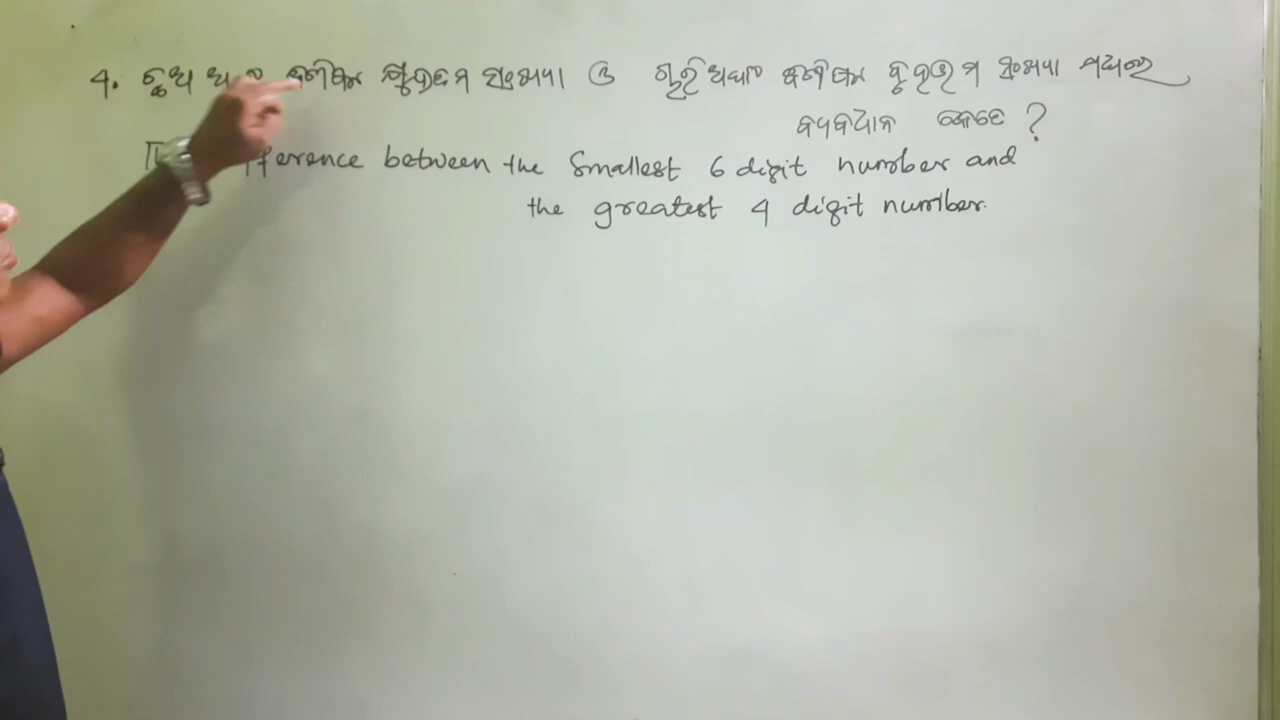 4. ଛଅ ଅଙ୍କ ବିଶିଷ୍ଟ କ୍ଷୁଦ୍ରତମ ସଂଖ୍ୟା ଓ ଚାରି ଅଙ୍କ ବିଶିଷ୍ଟ ବୃହତ୍ତମ ସଂଖ୍ୟା ମଧ୍ୟରେ
ବ୍ୟବଧାନ କେତେ ?
between the Smallest 6 digit number and
the greatest 4 digit number.